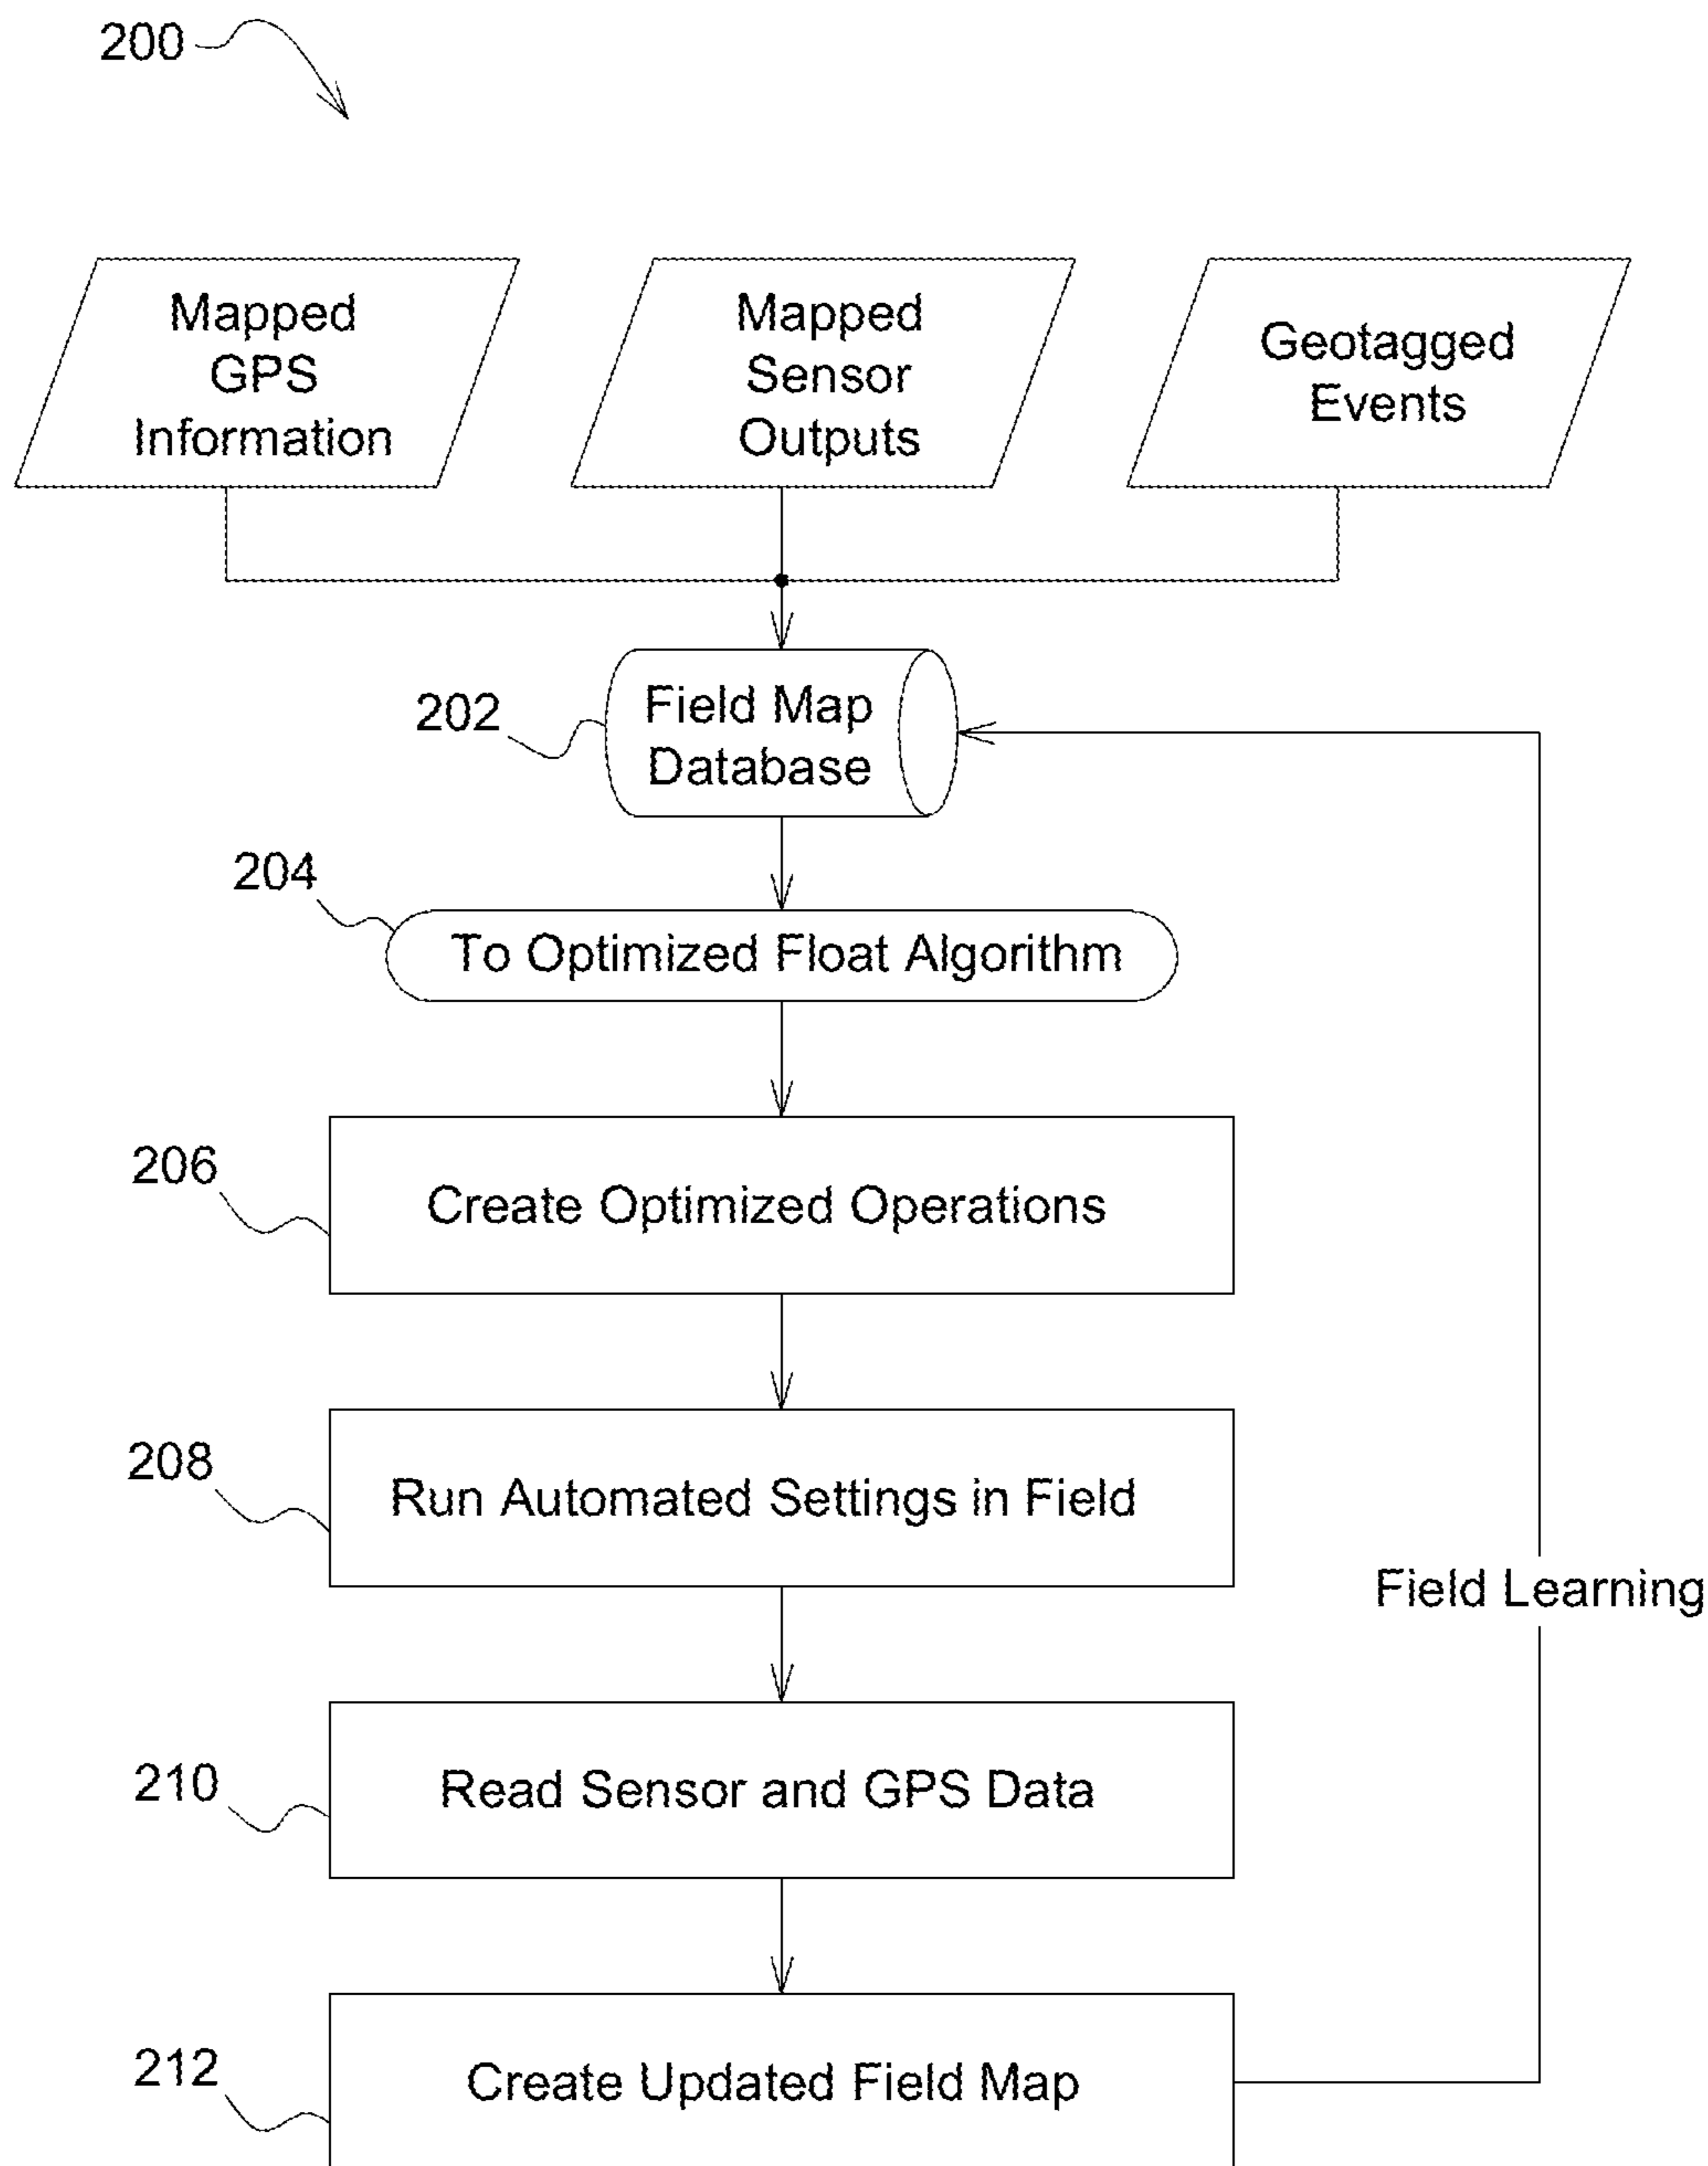 200
Mapped
GPS
Information
Mapped
Sensor
Outputs
Geotagged
Events
202
Field Map
Database
204
To Optimized Float Algorithm
206
Create Optimized Operations
208
Run Automated Settings in Field
Field Learning
210
Read Sensor and GPS Data
212
Create Updated Field Map